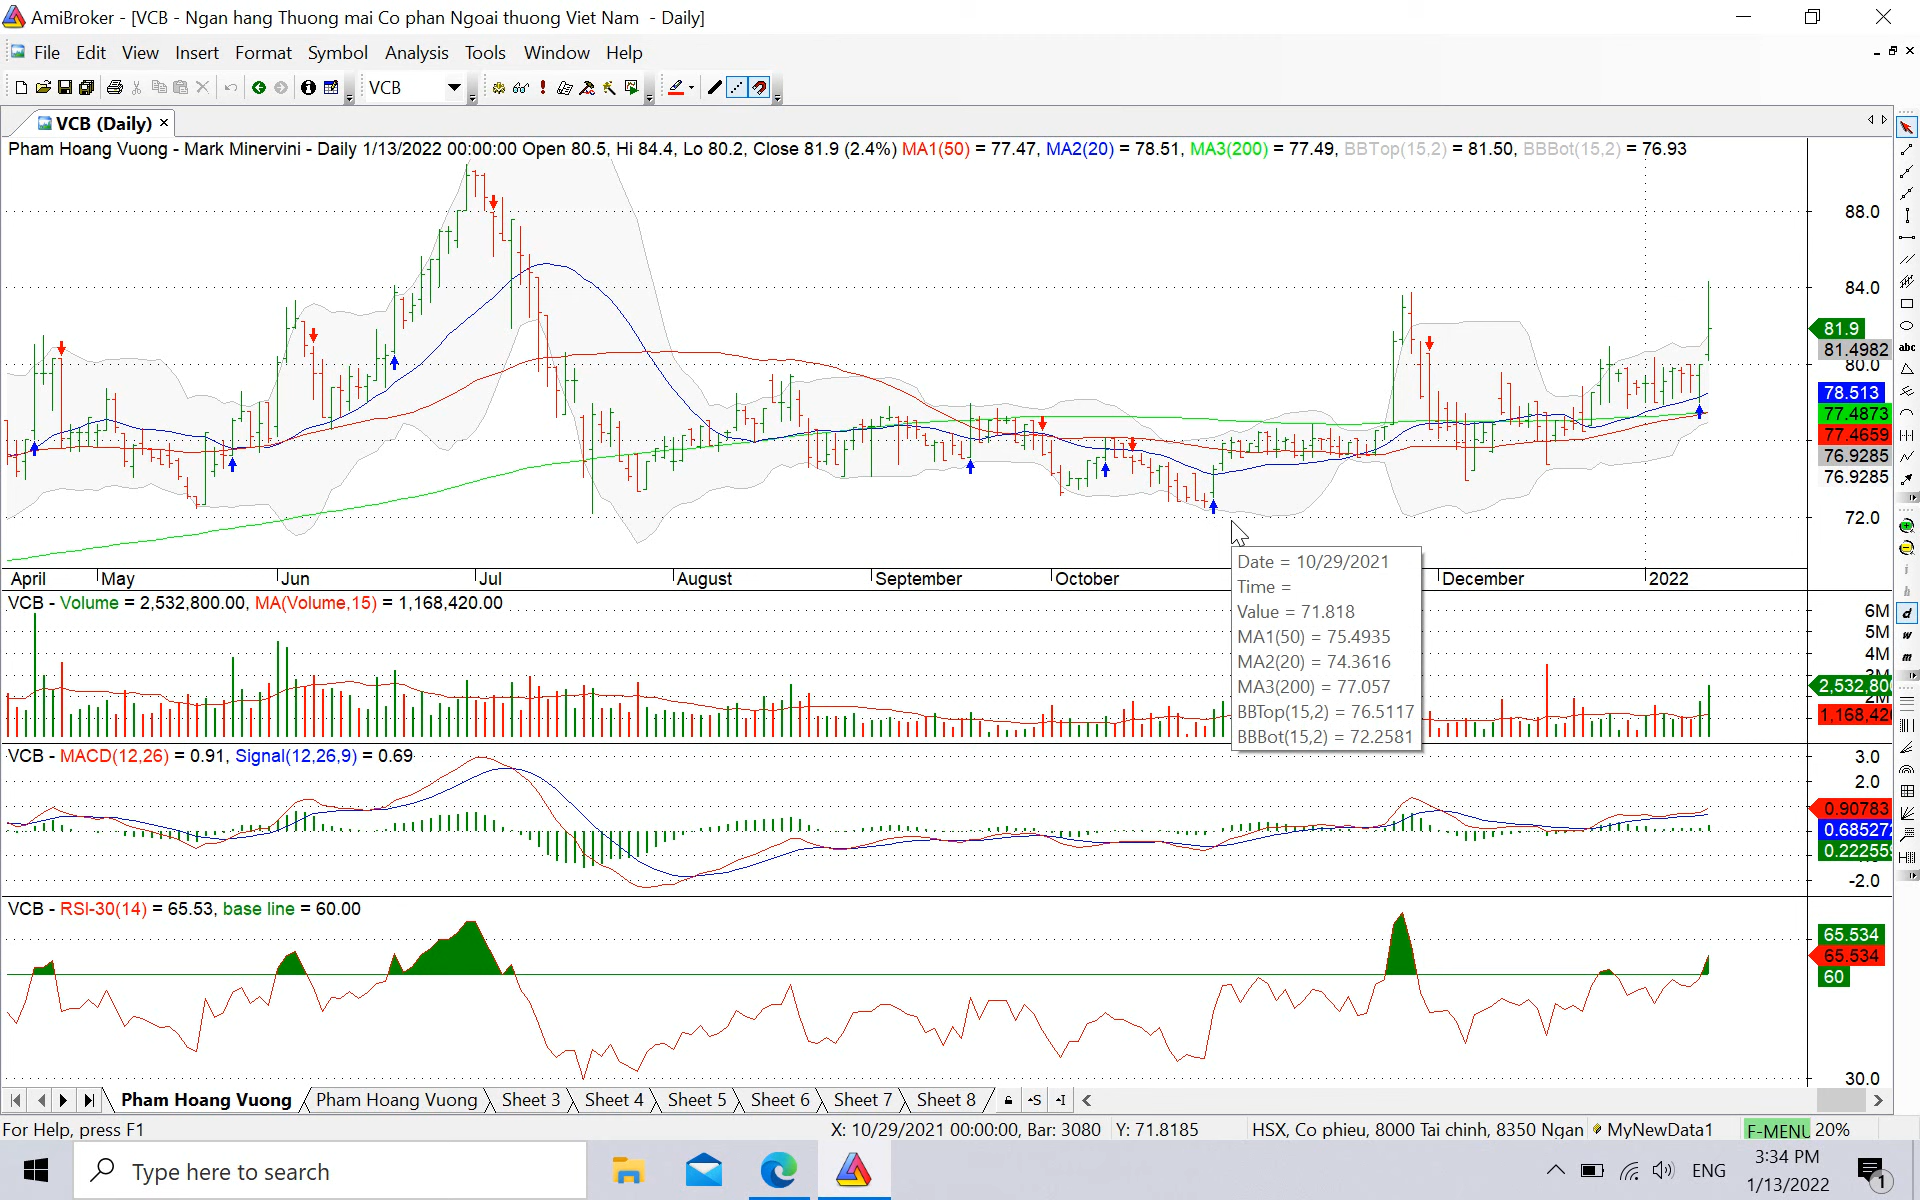 AmiBroker - [VCB - Ngan hang Thuong mai Co phan Ngoai thuong Viet Nam - Daily]
File Edit View Insert Format Symbol Analysis Tools Window Help
VCB
VCB (Daily)
Pham Hoang Vuong - Mark Minervini - Daily 1/13/2022 00:00:00 Open 80.5, Hi 84.4, Lo 80.2, Close 81.9 (2.4%) MA1(50) = 77.47, MA2(20) = 78.51, MA3(200) = 77.49, BBTop(15,2) = 81.50, BBBot(15,2) = 76.93
88.0
84.0
81.9
81.4982
80.0
78.513
77.4873
77.4659
76.9285
76.9285
72.0
abc
April May Jun Jul August September October December 2022
Date = 10/29/2021
Time =
Value = 71.818
MA1(50) = 75.4935
MA2(20) = 74.3616
MA3(200) = 77.057
BBTop(15,2) = 76.5117
BBBot(15,2) = 72.2581
VCB - Volume = 2,532,800.00, MA(Volume,15) = 1,168,420.00
6M
5M
4M
2,532,80
2M
1,168,42
d
w
m
VCB - MACD(12,26) = 0.91, Signal(12,26,9) = 0.69
3.0
2.0
0.90783
0.685272
0.222555
-2.0
VCB - RSI-30(14) = 65.53, base line = 60.00
65.534
65.534
60
30.0
Pham Hoang Vuong Pham Hoang Vuong Sheet 3 Sheet 4 Sheet 5 Sheet 6 Sheet 7 Sheet 8
For Help, press F1 X: 10/29/2021 00:00:00, Bar: 3080 Y: 71.8185 HSX, Co phieu, 8000 Tai chinh, 8350 Ngan MyNewData1 F-MENU 20%
Type here to search
ENG
3:34 PM
1/13/2022
1